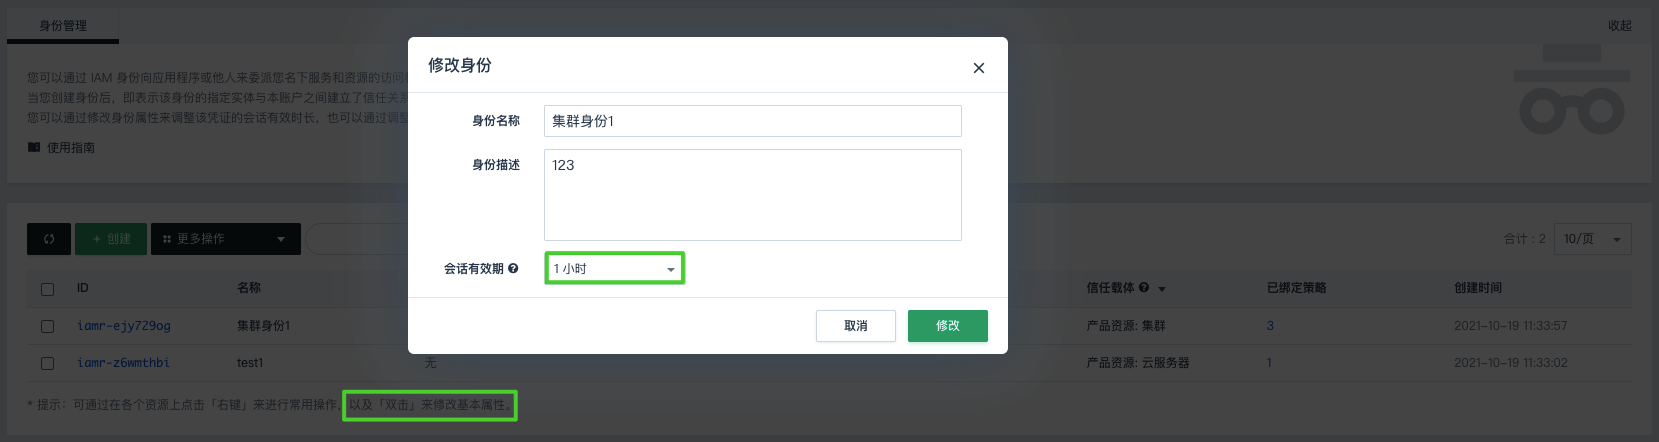 身份管理
收起
修改身份
您可以通过 IAM 身份向应用程序或他人来委派您名下服务和资源的访问
当您创建身份后，即表示该身份的指定实体与本账户之间建立了信任关系
您可以通过修改身份属性来调整该凭证的会话有效时长，也可以通过调整
使用指南
身份名称
集群身份1
身份描述
123
会话有效期
1 小时
取消
修改
+ 创建
更多操作
合计：2
10/页
ID
名称
信任载体
已绑定策略
创建时间
iamr-ejy729og
集群身份1
产品资源: 集群
3
2021-10-19 11:33:57
iamr-z6wmthbi
test1
无
产品资源: 云服务器
1
2021-10-19 11:33:02
* 提示：可通过在各个资源上点击「右键」来进行常用操作，以及「双击」来修改基本属性。